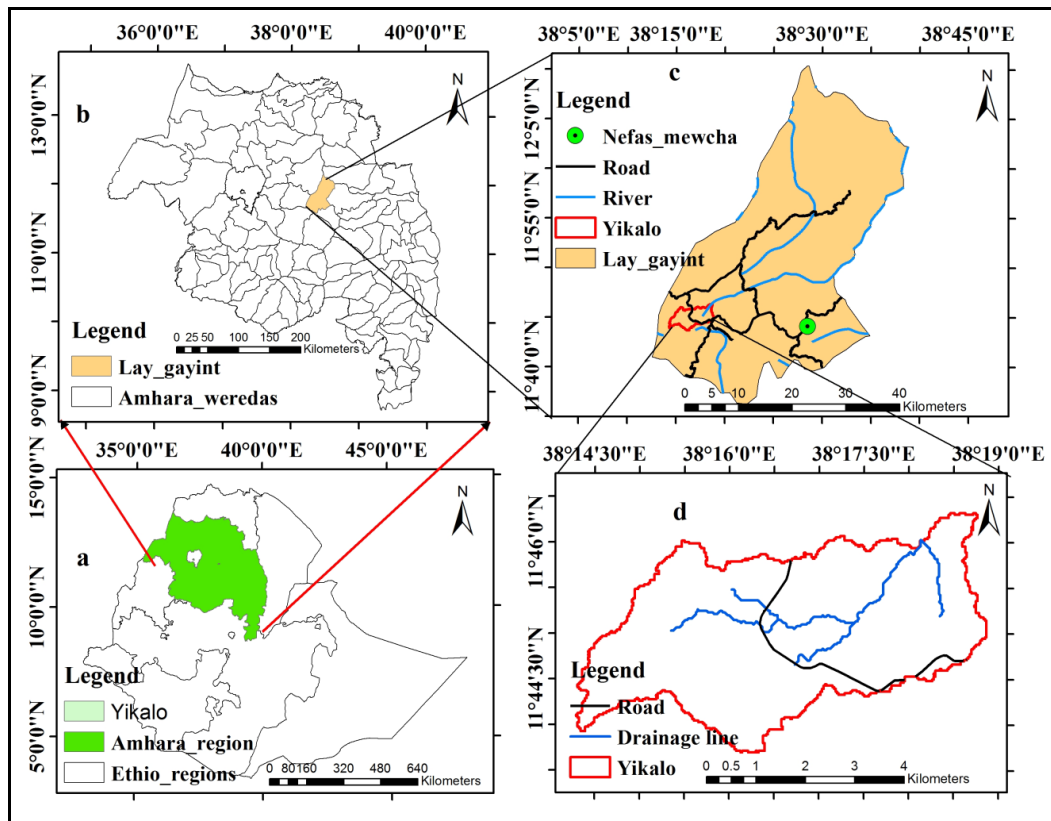 36°0'0"E 38°0'0"E 40°0'0"E
13°0'0"N
11°0'0"N
9°0'0"N
b
N
Legend
0 25 50 100 150 200
Kilometers
Lay_gayint
Amhara_weredas
38°5'0"E 38°15'0"E 38°30'0"E 38°45'0"E
12°5'0"N
11°55'0"N
11°40'0"N
c
N
Legend
Nefas_mewcha
Road
River
Yikalo
Lay_gayint
0 5 10 20 30 40
Kilometers
35°0'0"E 40°0'0"E 45°0'0"E
15°0'0"N
10°0'0"N
5°0'0"N
a
N
Legend
Yikalo
Amhara_region
Ethio_regions
0 80 160 320 480 640
Kilometers
38°14'30"E 38°16'0"E 38°17'30"E 38°19'0"E
11°46'0"N
11°44'30"N
d
N
Legend
Road
Drainage line
Yikalo
0 0.5 1 2 3 4
Kilometers